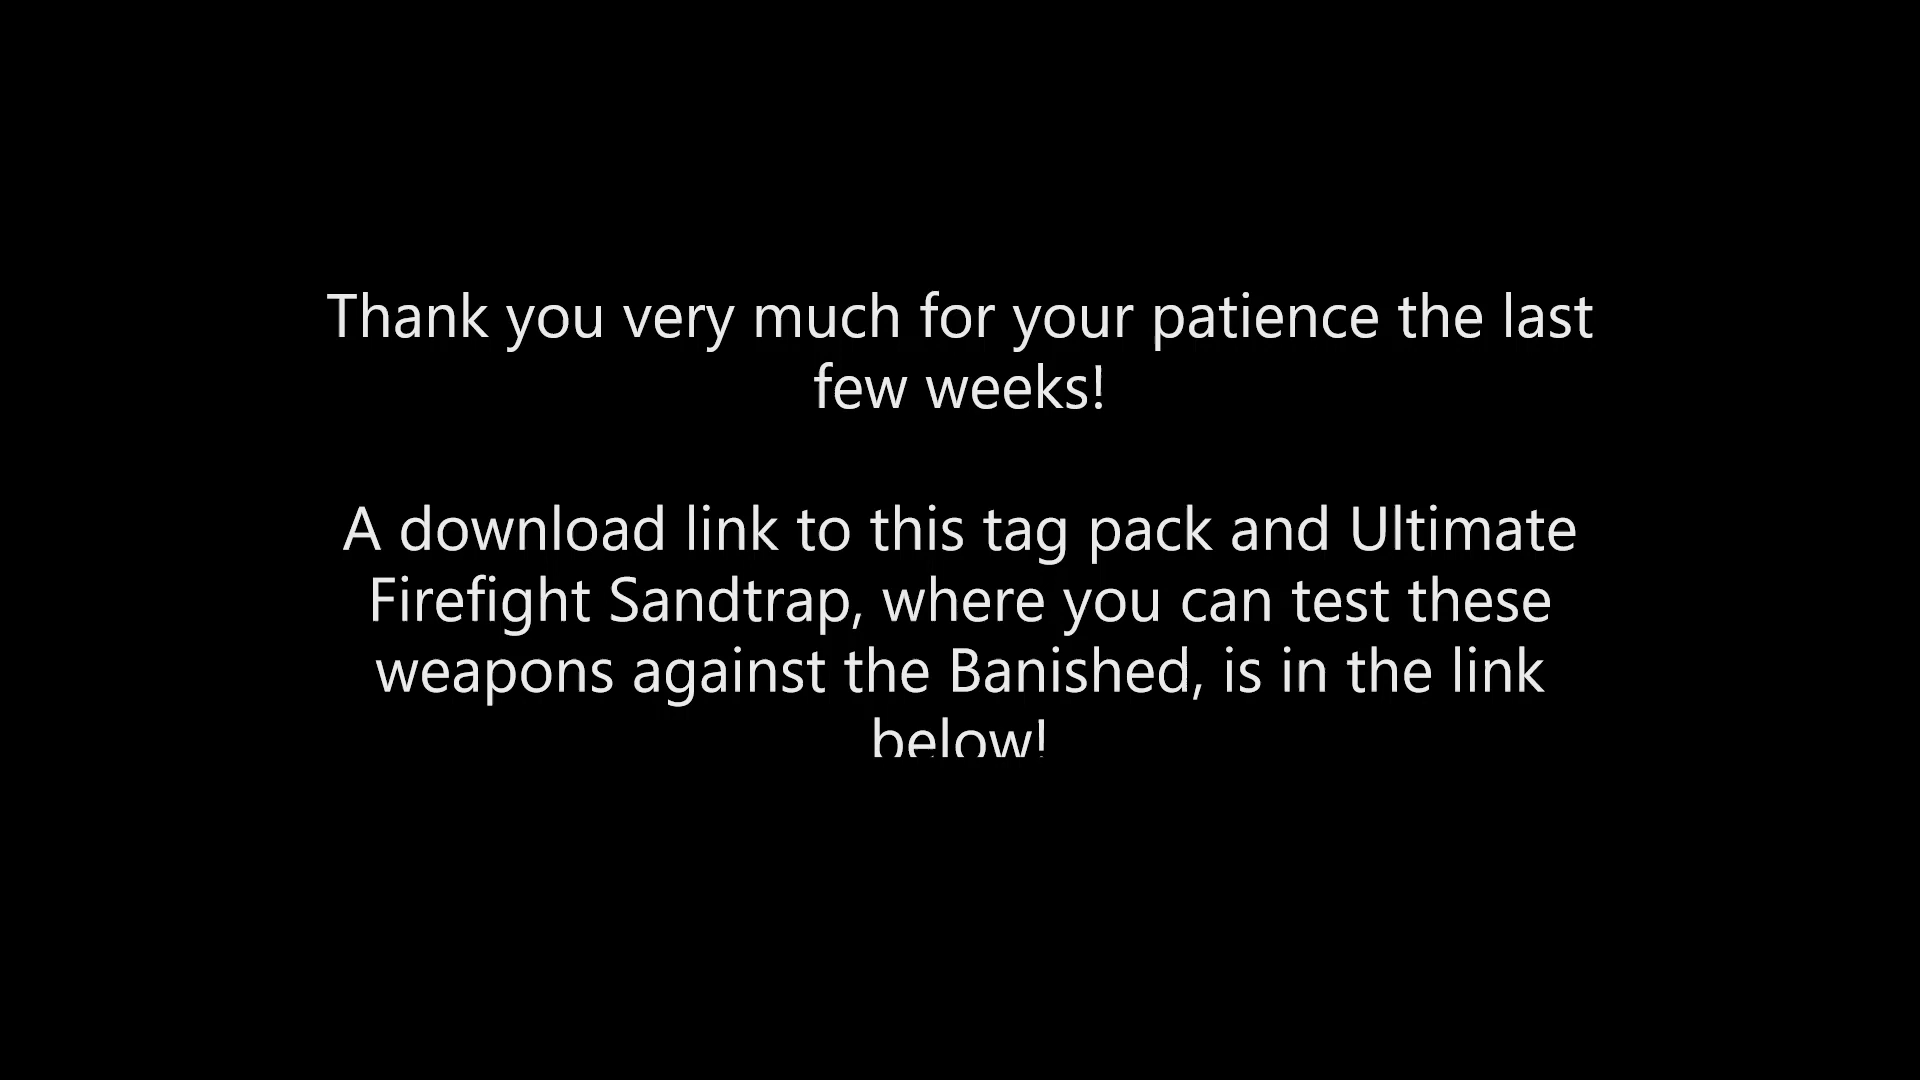 Thank you very much for your patience the last
few weeks!
A download link to this tag pack and Ultimate
Firefight Sandtrap, where you can test these
weapons against the Banished, is in the link
below!